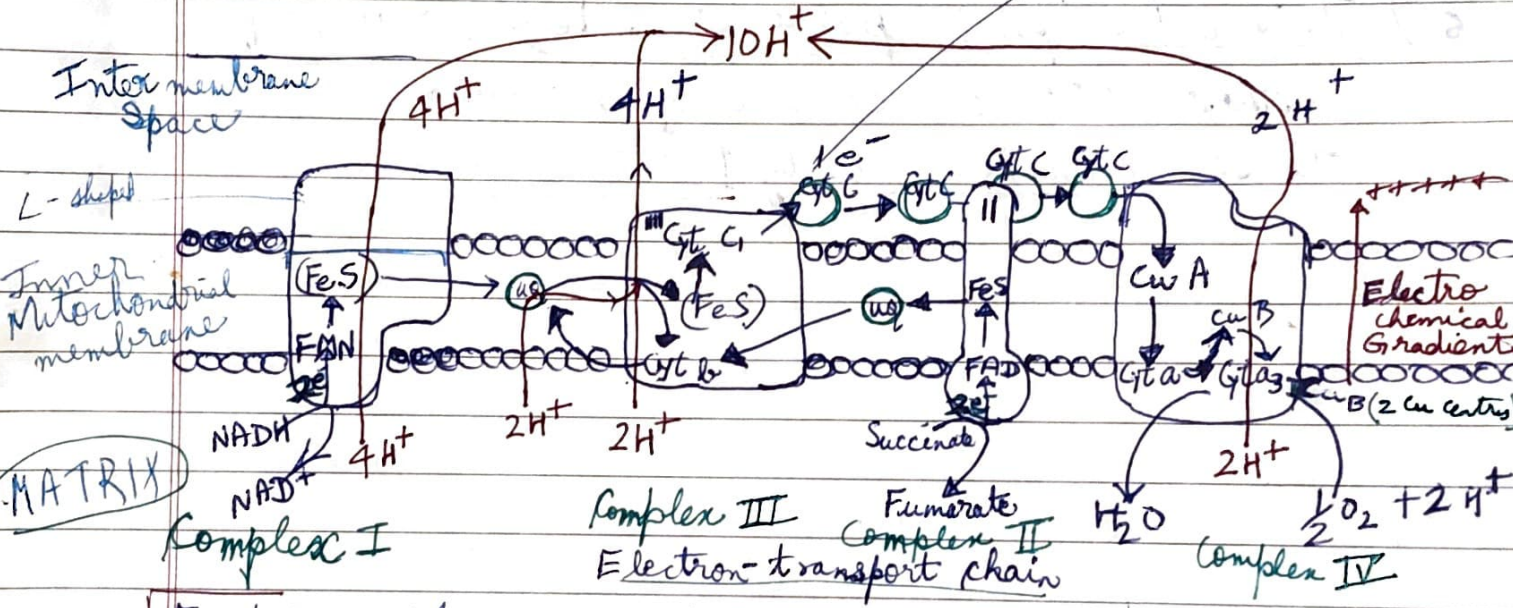 10H+
Inter membrane
Space
4H+
4H+
2H+
1e-
Cyt C
Cyt C
Cyt C
Cyt C
L-shaped
III
Cyt C1
II
+++++++
Inner
Mitochondrial
membrane
(Fe.S)
uq
(FeS)
uq
FeS
Cu A
Cu B
Electro
chemical
Gradient
FMN
2e-
Cyt b
FAD
2e-
Cyt a
Cyt a3
Cu B (2 Cu centres)
NADH
NAD+
4H+
2H+
2H+
Succinate
Fumarate
2H+
H2O
1/2 O2 + 2H+
MATRIX
Complex I
Complex III
Complex II
Complex IV
Electron-transport chain